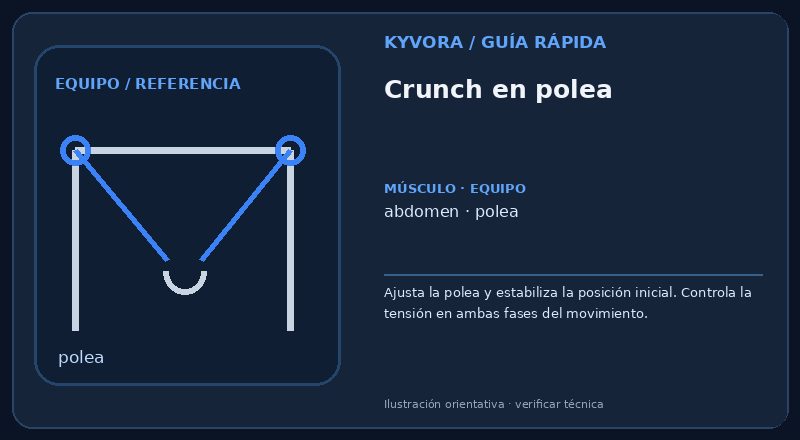 EQUIPO / REFERENCIA
polea
KYVORA / GUÍA RÁPIDA
Crunch en polea
MÚSCULO · EQUIPO
abdomen · polea
Ajusta la polea y estabiliza la posición inicial. Controla la
tensión en ambas fases del movimiento.
Ilustración orientativa · verificar técnica